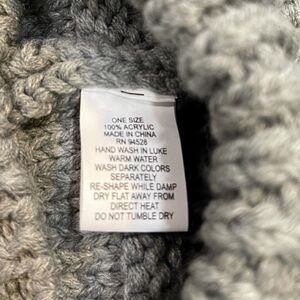 ONE SIZE
100% ACRYLIC
MADE IN CHINA
RN 94528
HAND WASH IN LUKE
WARM WATER
WASH DARK COLORS
SEPARATELY
RE-SHAPE WHILE DAMP
DRY FLAT AWAY FROM
DIRECT HEAT
DO NOT TUMBLE DRY